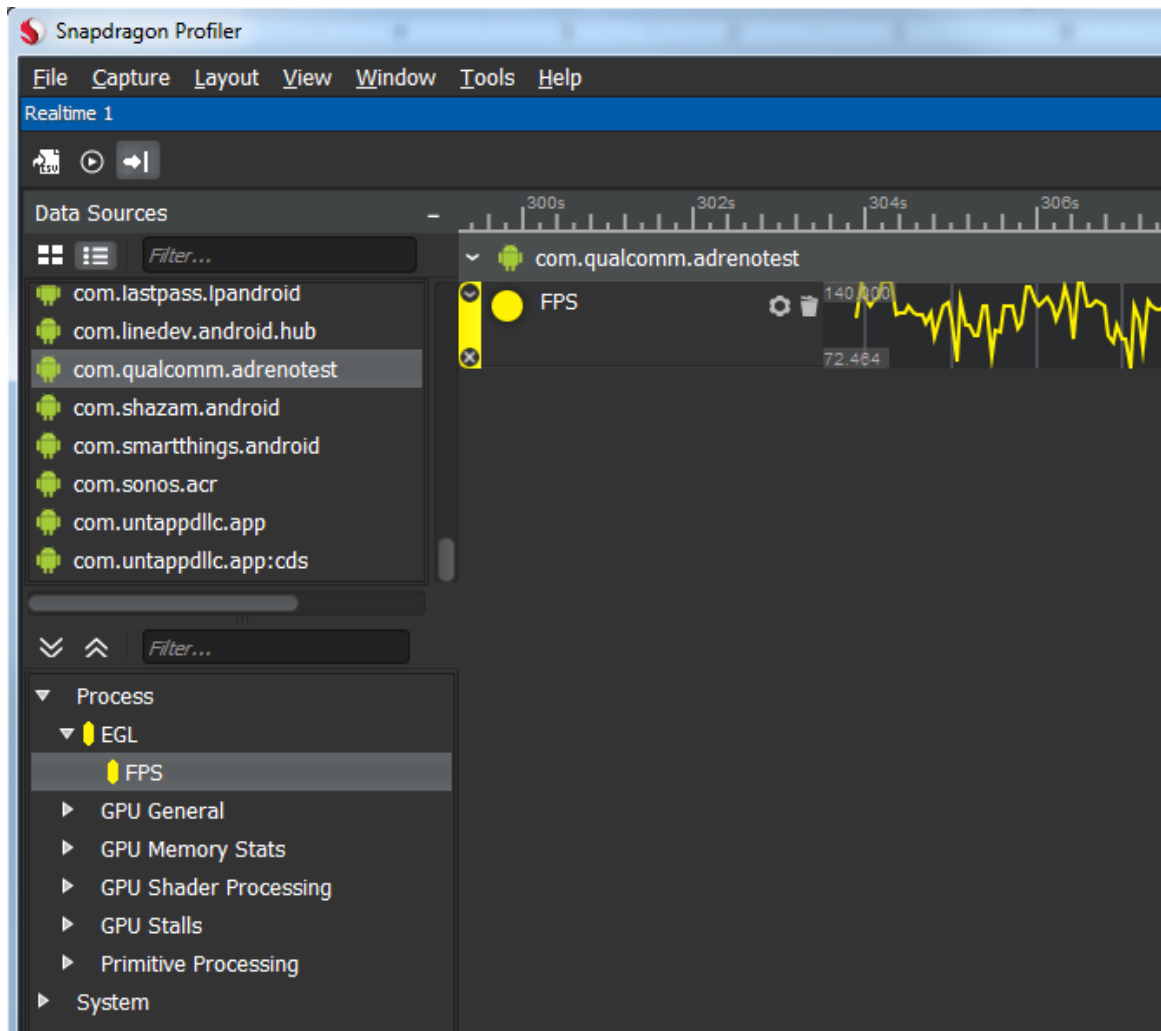 Snapdragon Profiler
File Capture Layout View Window Tools Help
Realtime 1
csv
Data Sources
Filter...
com.lastpass.lpandroid
com.linedev.android.hub
com.qualcomm.adrenotest
com.shazam.android
com.smartthings.android
com.sonos.acr
com.untappdllc.app
com.untappdllc.app:cds
Filter...
Process
EGL
FPS
GPU General
GPU Memory Stats
GPU Shader Processing
GPU Stalls
Primitive Processing
System
300s 302s 304s 306s
com.qualcomm.adrenotest
FPS
140.000
72.464